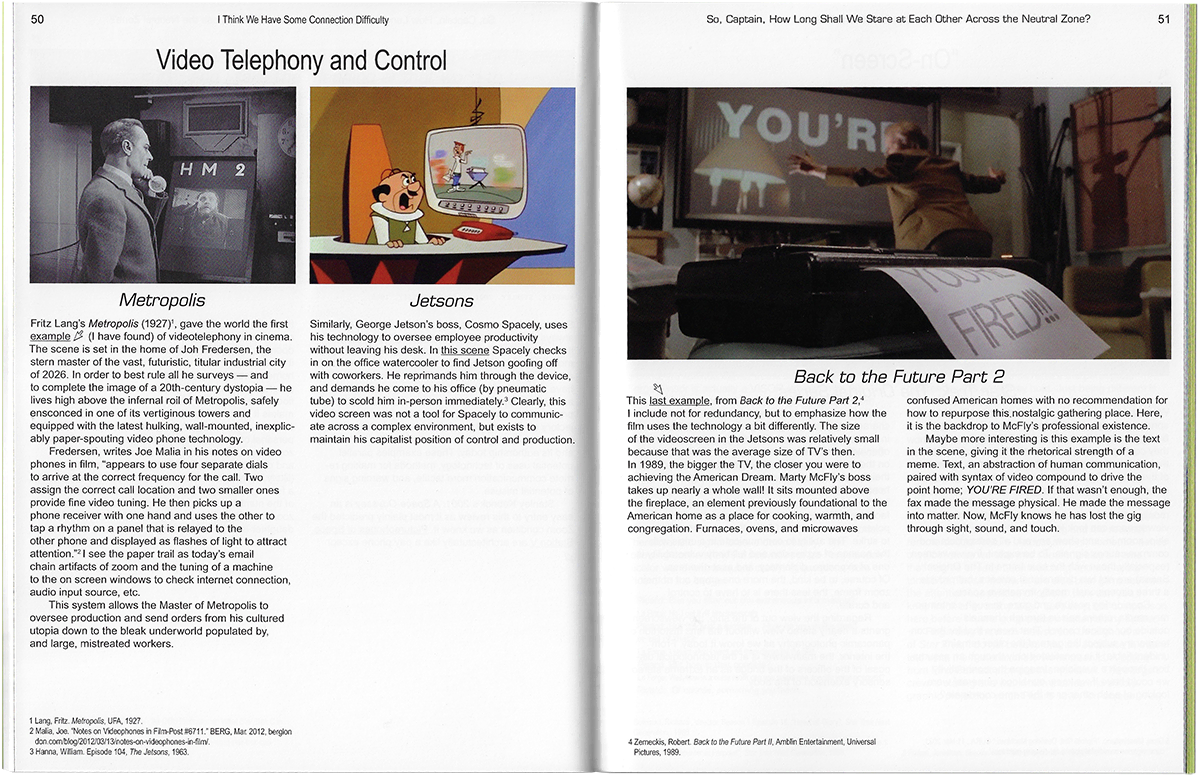 50
I Think We Have Some Connection Difficulty
Video Telephony and Control
HM 2
Metropolis
Fritz Lang's Metropolis (1927)¹, gave the world the first
example (I have found) of videotelephony in cinema.
The scene is set in the home of Joh Fredersen, the
stern master of the vast, futuristic, titular industrial city
of 2026. In order to best rule all he surveys — and
to complete the image of a 20th-century dystopia — he
lives high above the infernal roil of Metropolis, safely
ensconced in one of its vertiginous towers and
equipped with the latest hulking, wall-mounted, inexplic-
ably paper-spouting video phone technology.
Fredersen, writes Joe Malia in his notes on video
phones in film, “appears to use four separate dials
to arrive at the correct frequency for the call. Two
assign the correct call location and two smaller ones
provide fine video tuning. He then picks up a
phone receiver with one hand and uses the other to
tap a rhythm on a panel that is relayed to the
other phone and displayed as flashes of light to attract
attention.”² I see the paper trail as today's email
chain artifacts of zoom and the tuning of a machine
to the on screen windows to check internet connection,
audio input source, etc.
This system allows the Master of Metropolis to
oversee production and send orders from his cultured
utopia down to the bleak underworld populated by,
and large, mistreated workers.
Jetsons
Similarly, George Jetson's boss, Cosmo Spacely, uses
his technology to oversee employee productivity
without leaving his desk. In this scene Spacely checks
in on the office watercooler to find Jetson goofing off
with coworkers. He reprimands him through the device,
and demands he come to his office (by pneumatic
tube) to scold him in-person immediately.³ Clearly, this
video screen was not a tool for Spacely to communic-
ate across a complex environment, but exists to
maintain his capitalist position of control and production.
1 Lang, Fritz. Metropolis, UFA, 1927.
2 Malia, Joe. “Notes on Videophones in Film-Post #6711.” BERG, Mar. 2012, berglon
don.com/blog/2012/03/13/notes-on-videophones-in-film/.
3 Hanna, William. Episode 104, The Jetsons, 1963.
So, Captain, How Long Shall We Stare at Each Other Across the Neutral Zone?
51
YOU'RE
YOU'RE
FIRED!!!
Back to the Future Part 2
This last example, from Back to the Future Part 2,⁴
I include not for redundancy, but to emphasize how the
film uses the technology a bit differently. The size
of the videoscreen in the Jetsons was relatively small
because that was the average size of TV's then.
In 1989, the bigger the TV, the closer you were to
achieving the American Dream. Marty McFly's boss
takes up nearly a whole wall! It sits mounted above
the fireplace, an element previously foundational to the
American home as a place for cooking, warmth, and
congregation. Furnaces, ovens, and microwaves
confused American homes with no recommendation for
how to repurpose this nostalgic gathering place. Here,
it is the backdrop to McFly's professional existence.
Maybe more interesting is this example is the text
in the scene, giving it the rhetorical strength of a
meme. Text, an abstraction of human communication,
paired with syntax of video compound to drive the
point home; YOU'RE FIRED. If that wasn't enough, the
fax made the message physical. He made the message
into matter. Now, McFly knows he has lost the gig
through sight, sound, and touch.
4 Zemeckis, Robert. Back to the Future Part II, Amblin Entertainment, Universal
Pictures, 1989.